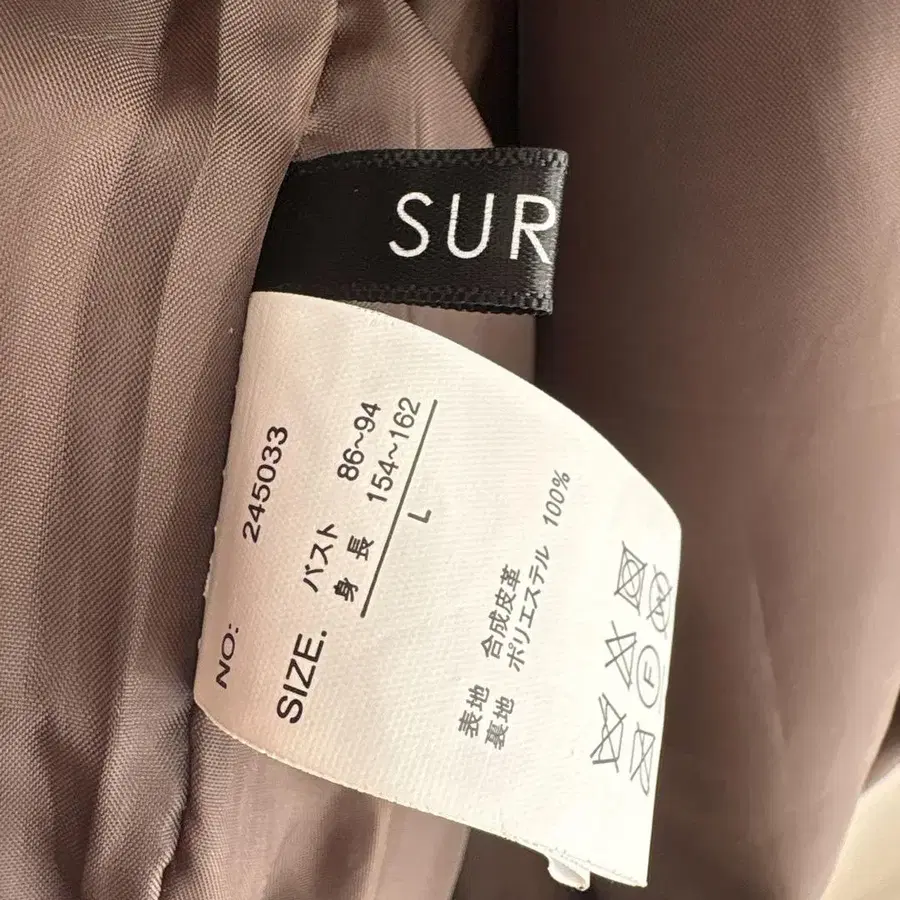 SUR
NO: 245033
SIZE.
バスト 86~94
身長 154~162
L
表地 合成皮革
裏地 ポリエステル 100%
F
W